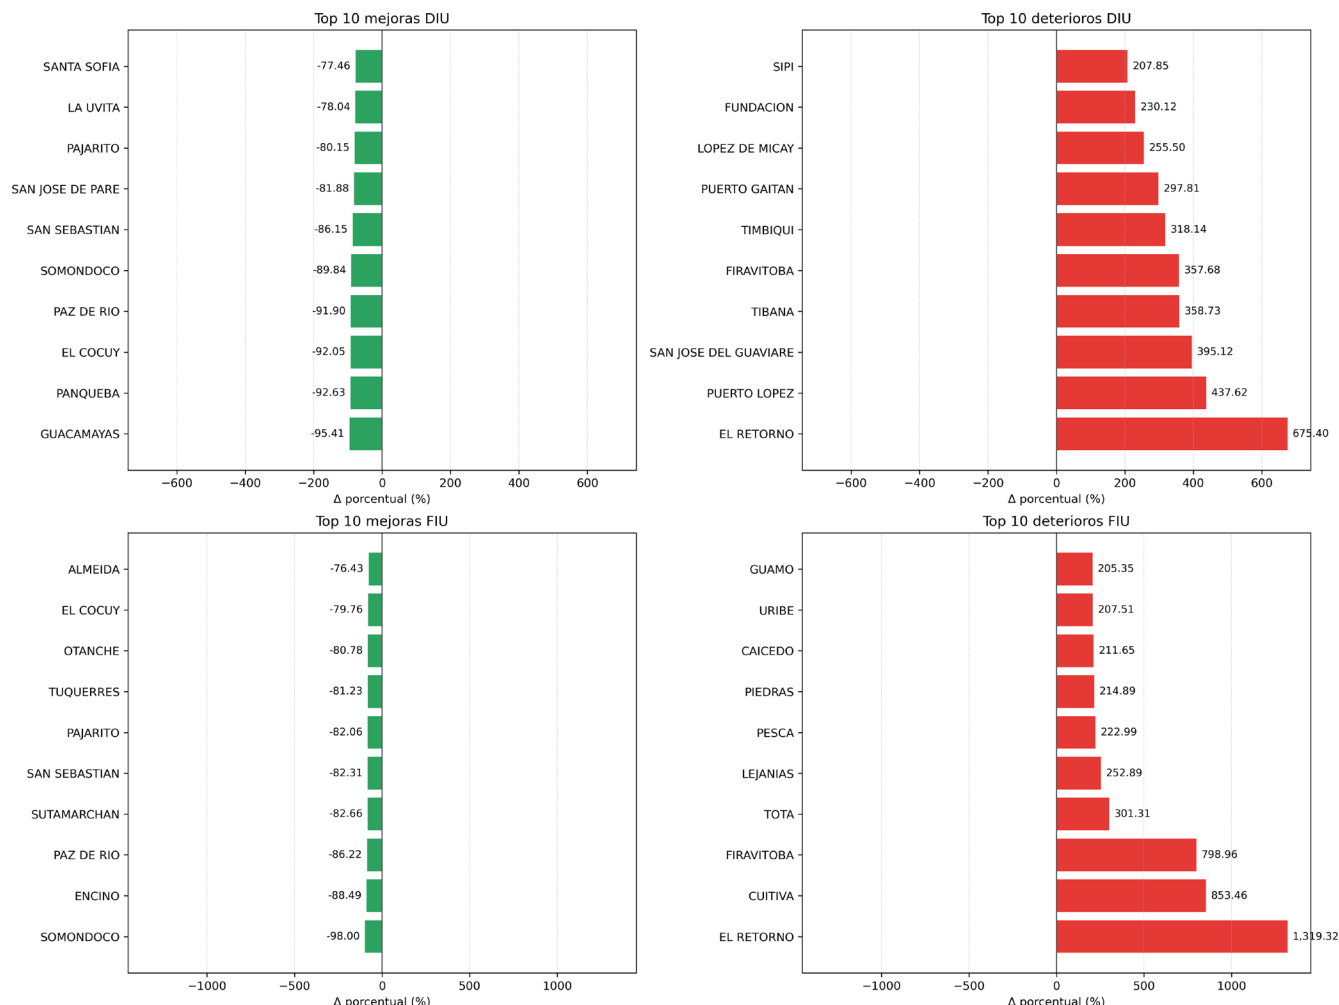 Top 10 mejoras DIU
SANTA SOFIA -77.46
LA UVITA -78.04
PAJARITO -80.15
SAN JOSE DE PARE -81.88
SAN SEBASTIAN -86.15
SOMONDOCO -89.84
PAZ DE RIO -91.90
EL COCUY -92.05
PANQUEBA -92.63
GUACAMAYAS -95.41
−600 −400 −200 0 200 400 600
Δ porcentual (%)
Top 10 deterioros DIU
SIPI 207.85
FUNDACION 230.12
LOPEZ DE MICAY 255.50
PUERTO GAITAN 297.81
TIMBIQUI 318.14
FIRAVITOBA 357.68
TIBANA 358.73
SAN JOSE DEL GUAVIARE 395.12
PUERTO LOPEZ 437.62
EL RETORNO 675.40
−600 −400 −200 0 200 400 600
Δ porcentual (%)
Top 10 mejoras FIU
ALMEIDA -76.43
EL COCUY -79.76
OTANCHE -80.78
TUQUERRES -81.23
PAJARITO -82.06
SAN SEBASTIAN -82.31
SUTAMARCHAN -82.66
PAZ DE RIO -86.22
ENCINO -88.49
SOMONDOCO -98.00
−1000 −500 0 500 1000
Δ porcentual (%)
Top 10 deterioros FIU
GUAMO 205.35
URIBE 207.51
CAICEDO 211.65
PIEDRAS 214.89
PESCA 222.99
LEJANIAS 252.89
TOTA 301.31
FIRAVITOBA 798.96
CUITIVA 853.46
EL RETORNO 1,319.32
−1000 −500 0 500 1000
Δ porcentual (%)